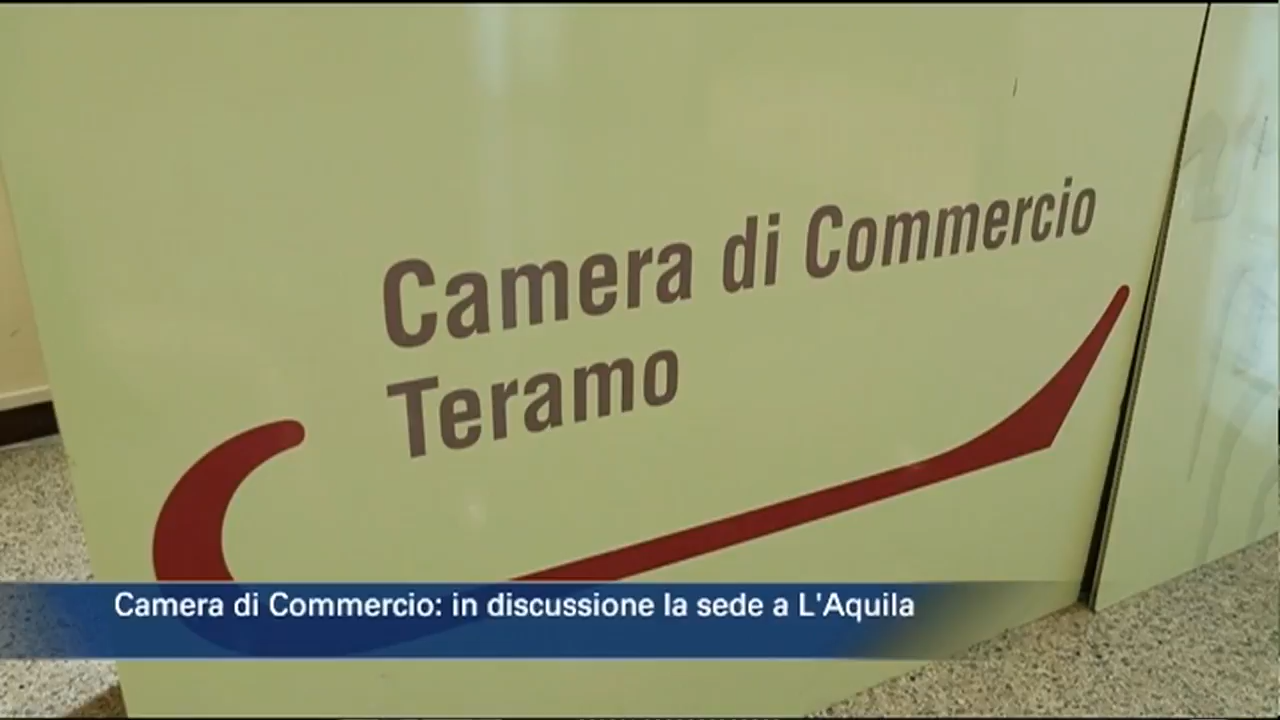 Camera di Commercio
Teramo
Camera di Commercio: in discussione la sede a L'Aquila